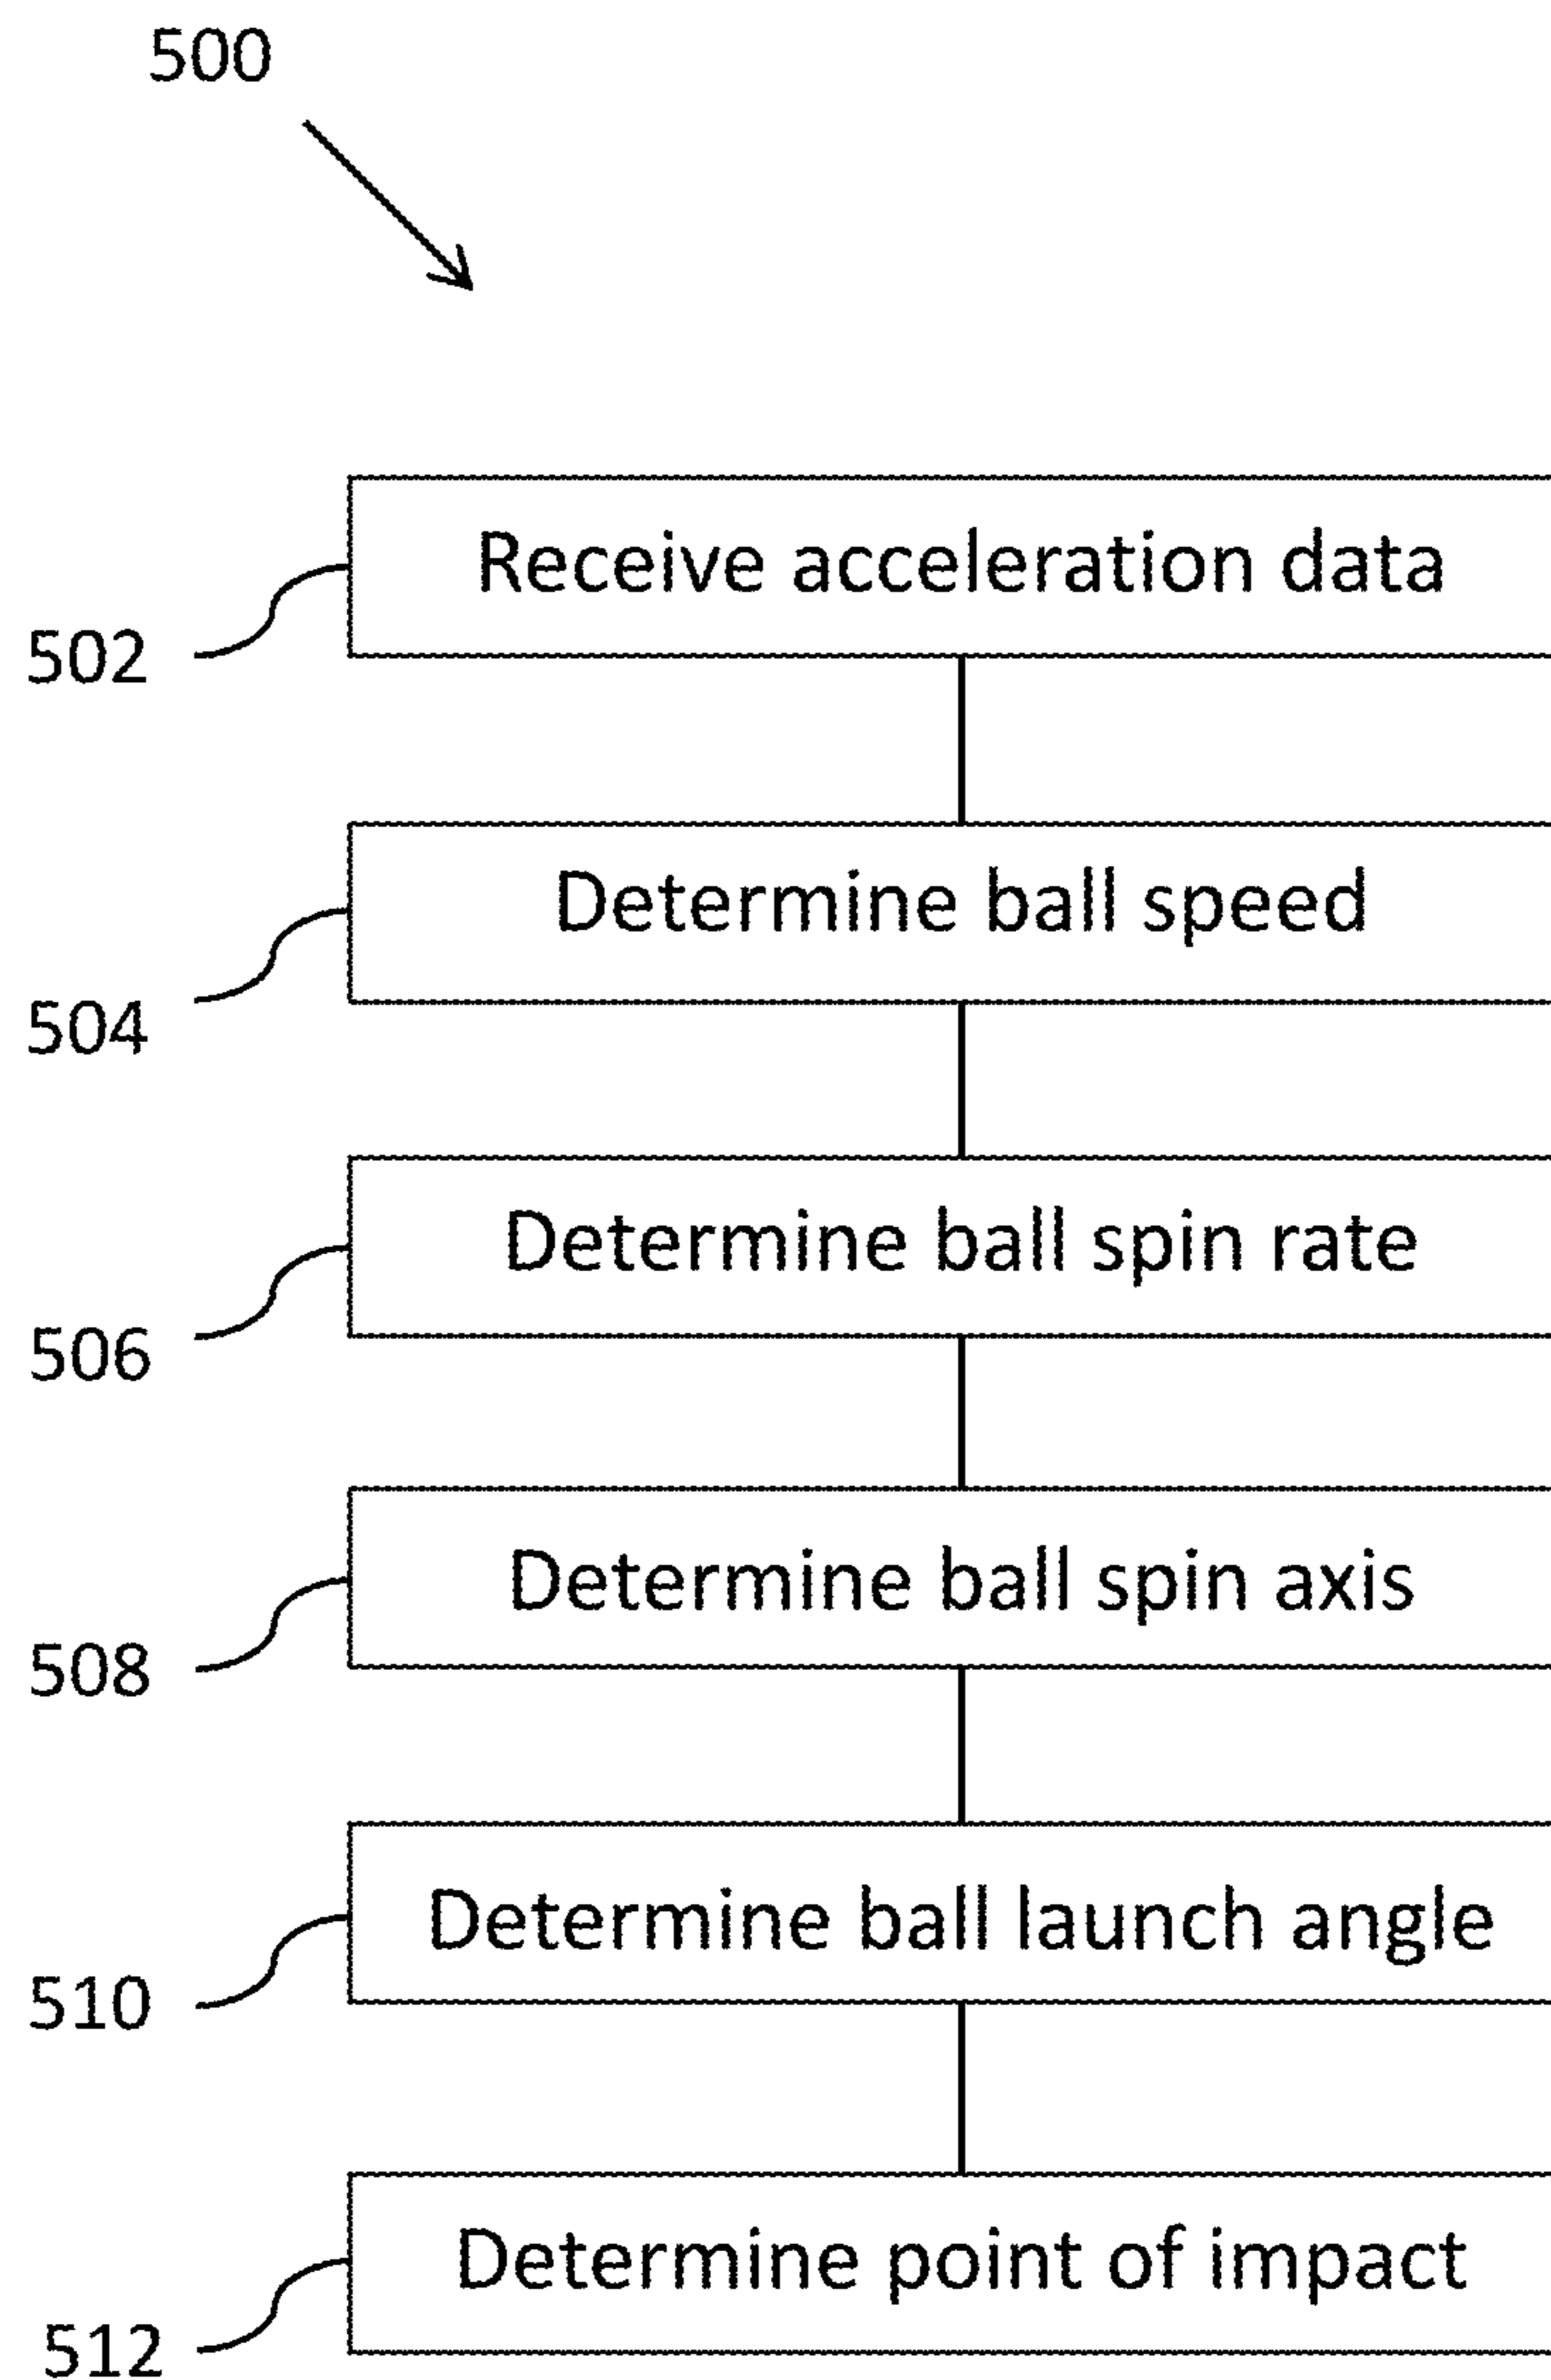 500
Receive acceleration data
502
Determine ball speed
504
Determine ball spin rate
506
Determine ball spin axis
508
Determine ball launch angle
510
Determine point of impact
512